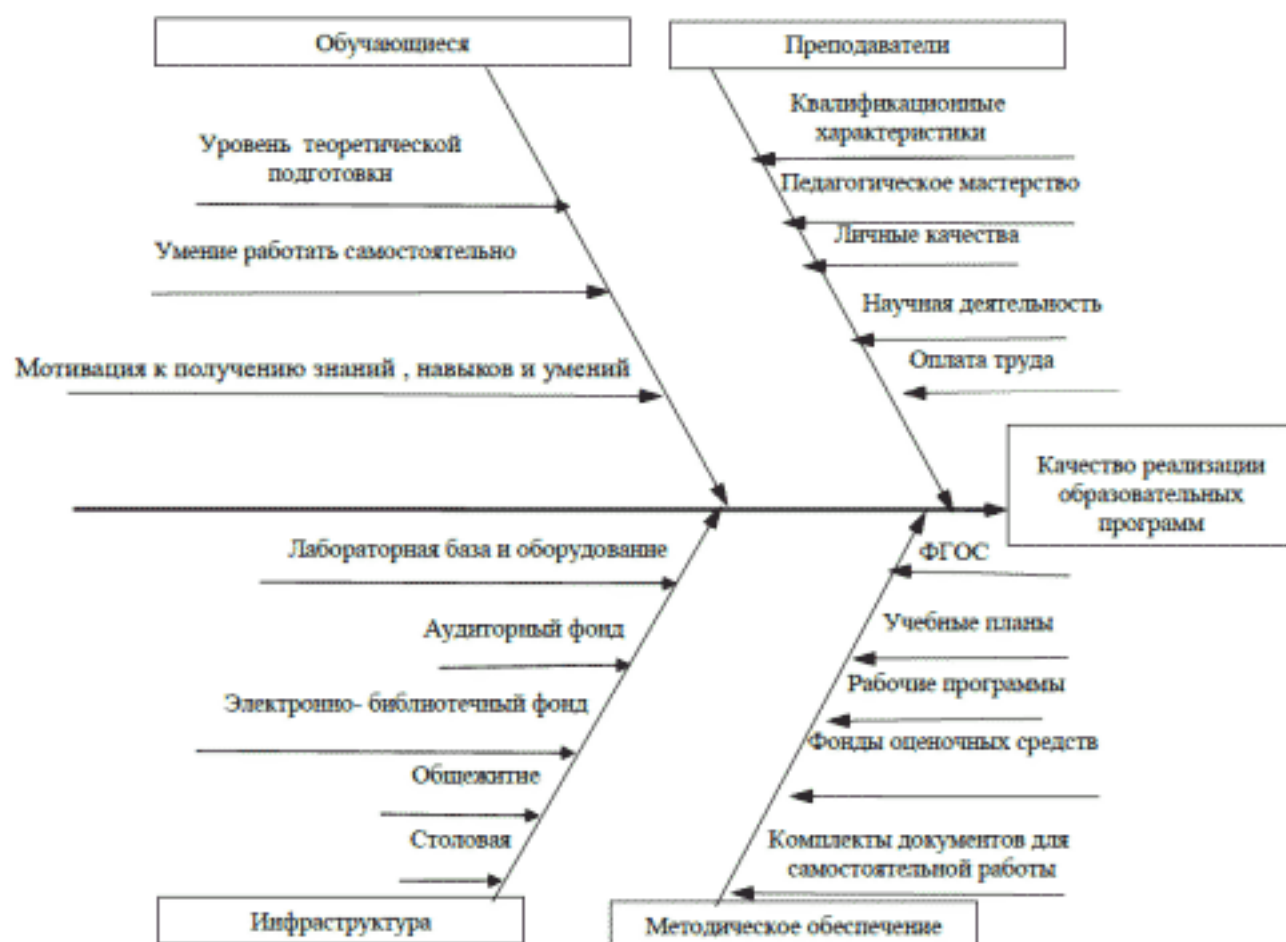 Обучающиеся
Преподаватели
Квалификационные
характеристики
Уровень теоретической
подготовки
Педагогическое мастерство
Личные качества
Умение работать самостоятельно
Научная деятельность
Оплата труда
Мотивация к получению знаний , навыков и умений
Качество реализации
образовательных
программ
Лабораторная база и оборудование
ФГОС
Аудиторный фонд
Учебные планы
Рабочие программы
Электронно- библиотечный фонд
Фонды оценочных средств
Общежитие
Столовая
Комплекты документов для
самостоятельной работы
Инфраструктура
Методическое обеспечение